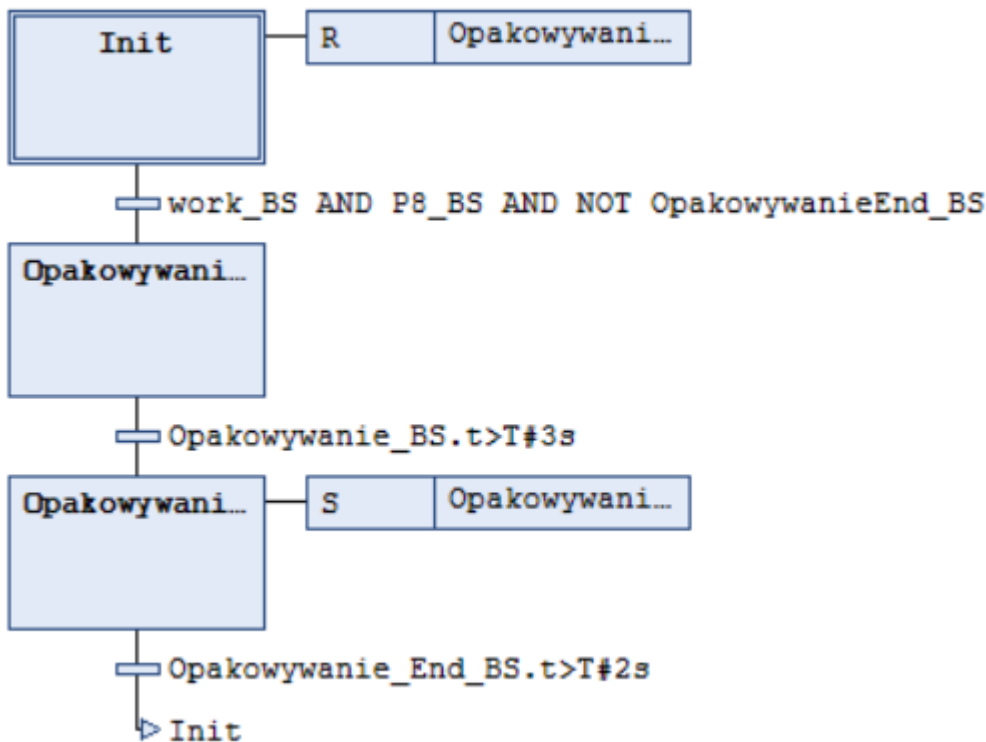 Init
R Opakowywani…
work_BS AND P8_BS AND NOT OpakowywanieEnd_BS
Opakowywani…
Opakowywanie_BS.t>T#3s
Opakowywani…
S Opakowywani…
Opakowywanie_End_BS.t>T#2s
Init